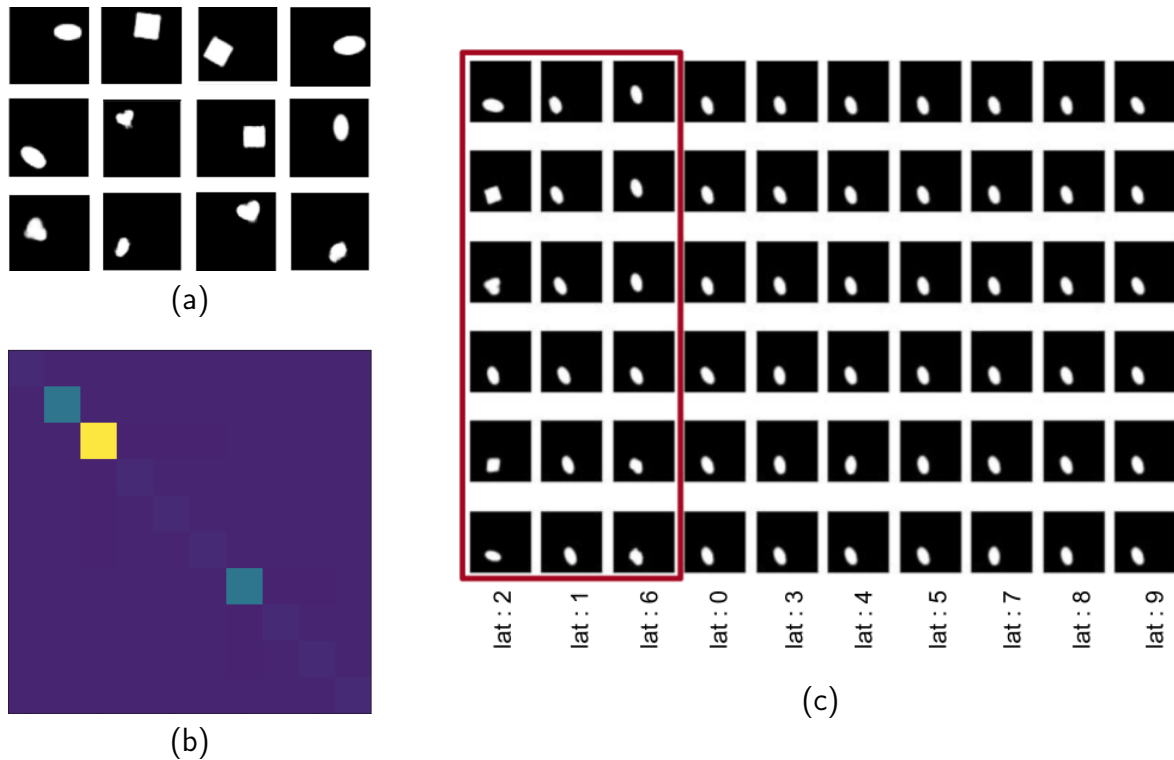 (a)
(b)
lat : 2
lat : 1
lat : 6
lat : 0
lat : 3
lat : 4
lat : 5
lat : 7
lat : 8
lat : 9
(c)